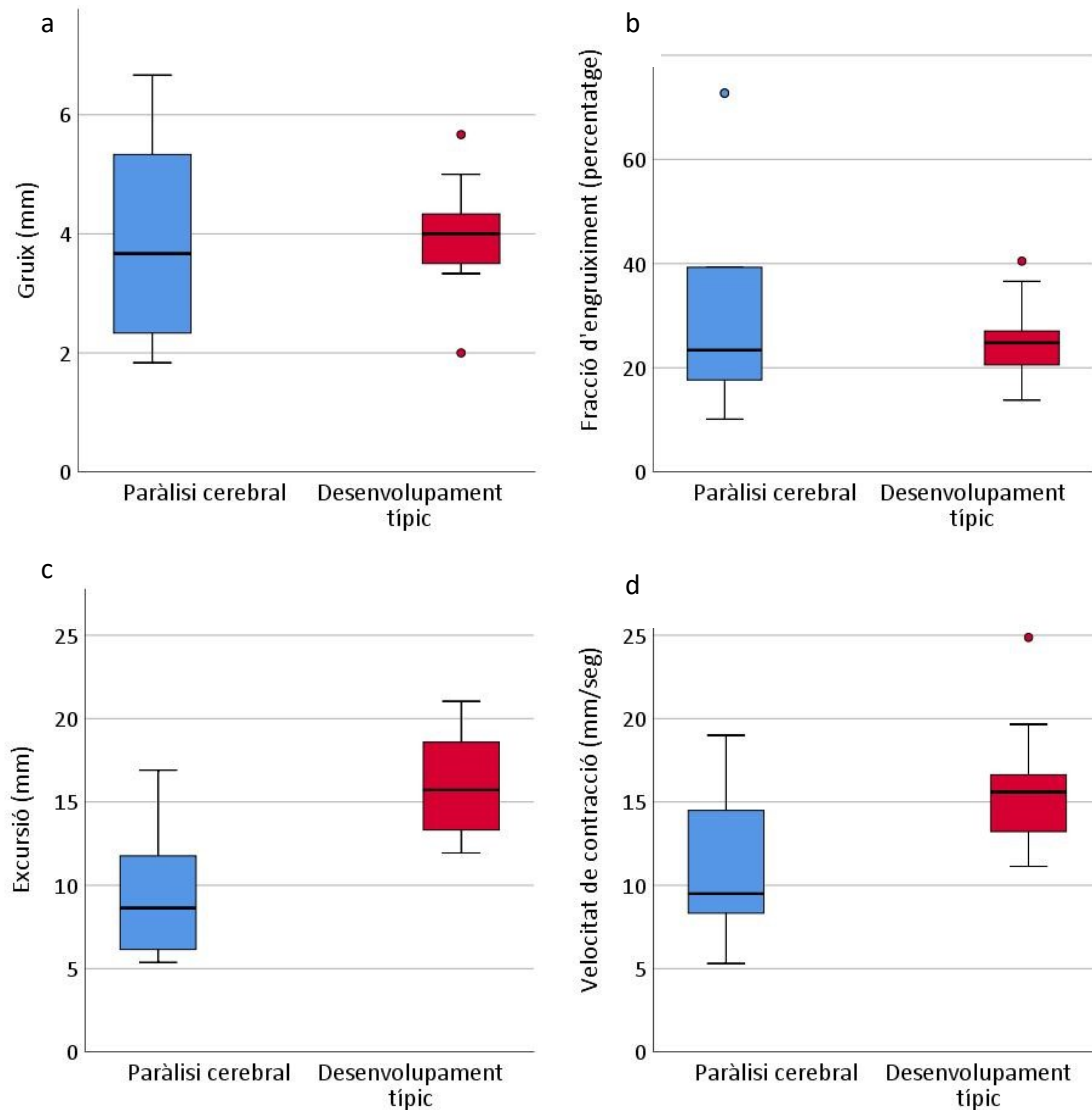 a
Gruix (mm)
6
4
2
0
Paràlisi cerebral
Desenvolupament
típic
b
Fracció d'engruiximent (percentatge)
60
40
20
0
Paràlisi cerebral
Desenvolupament
típic
c
Excursió (mm)
25
20
15
10
5
0
Paràlisi cerebral
Desenvolupament
típic
d
Velocitat de contracció (mm/seg)
25
20
15
10
5
0
Paràlisi cerebral
Desenvolupament
típic